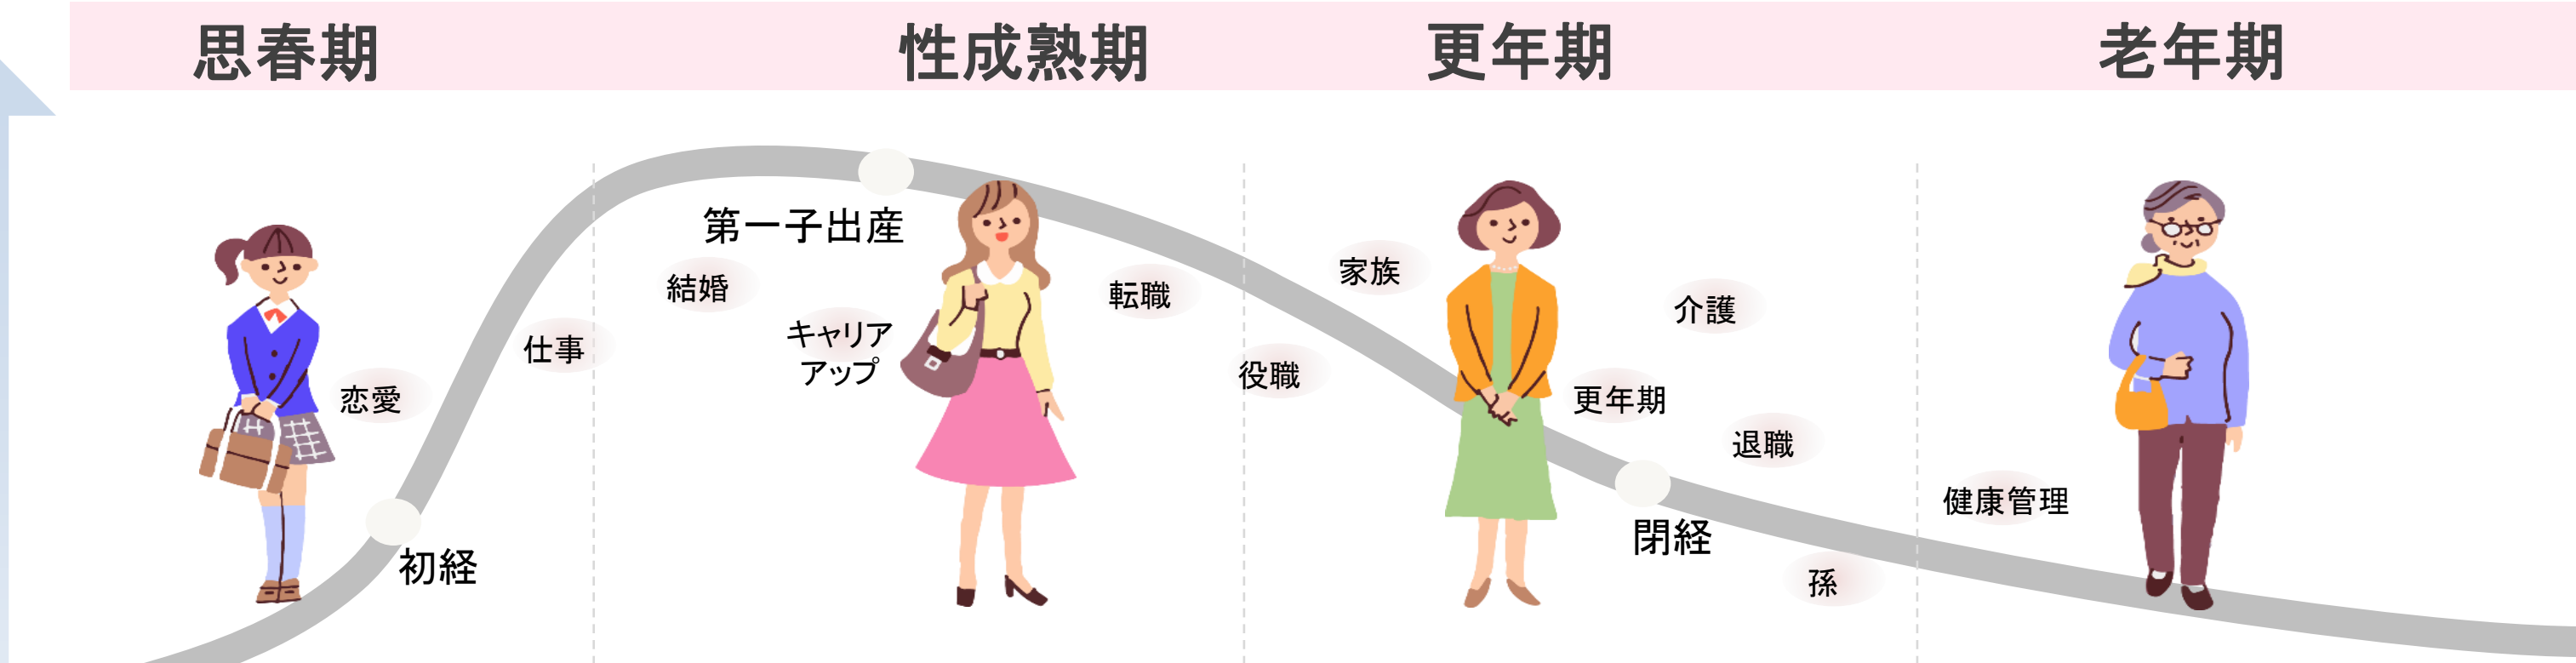 思春期
性成熟期
更年期
老年期
第一子出産
結婚
キャリア
アップ
転職
仕事
恋愛
初経
家族
介護
役職
更年期
退職
閉経
孫
健康管理